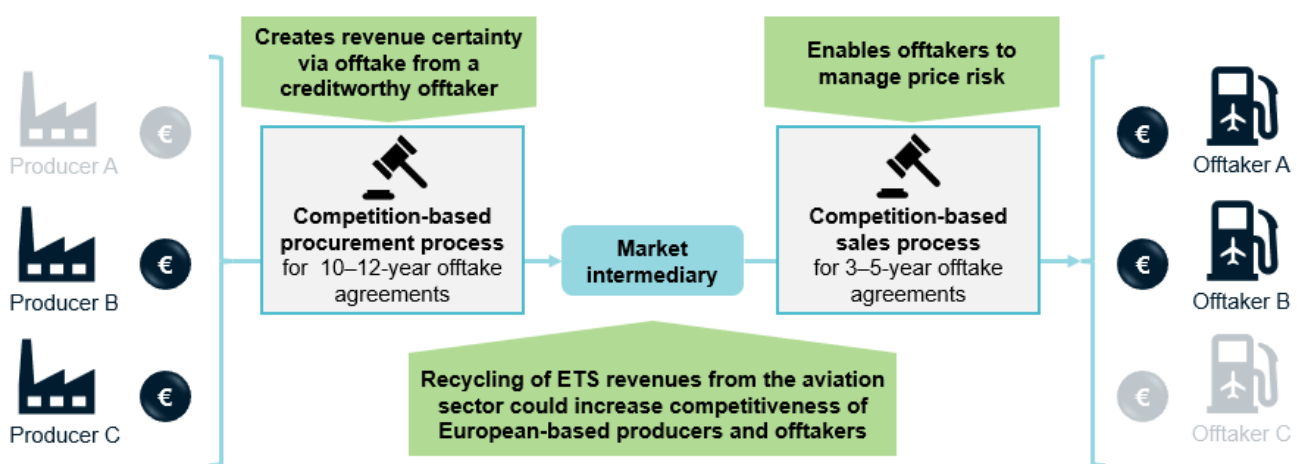 Creates revenue certainty
via offtake from a
creditworthy offtaker
Enables offtakers to
manage price risk
€
Producer A
€
Producer B
€
Producer C
Competition-based
procurement process
for 10–12-year offtake
agreements
Market
intermediary
Competition-based
sales process
for 3–5-year offtake
agreements
€
Offtaker A
€
Offtaker B
€
Offtaker C
Recycling of ETS revenues from the aviation
sector could increase competitiveness of
European-based producers and offtakers